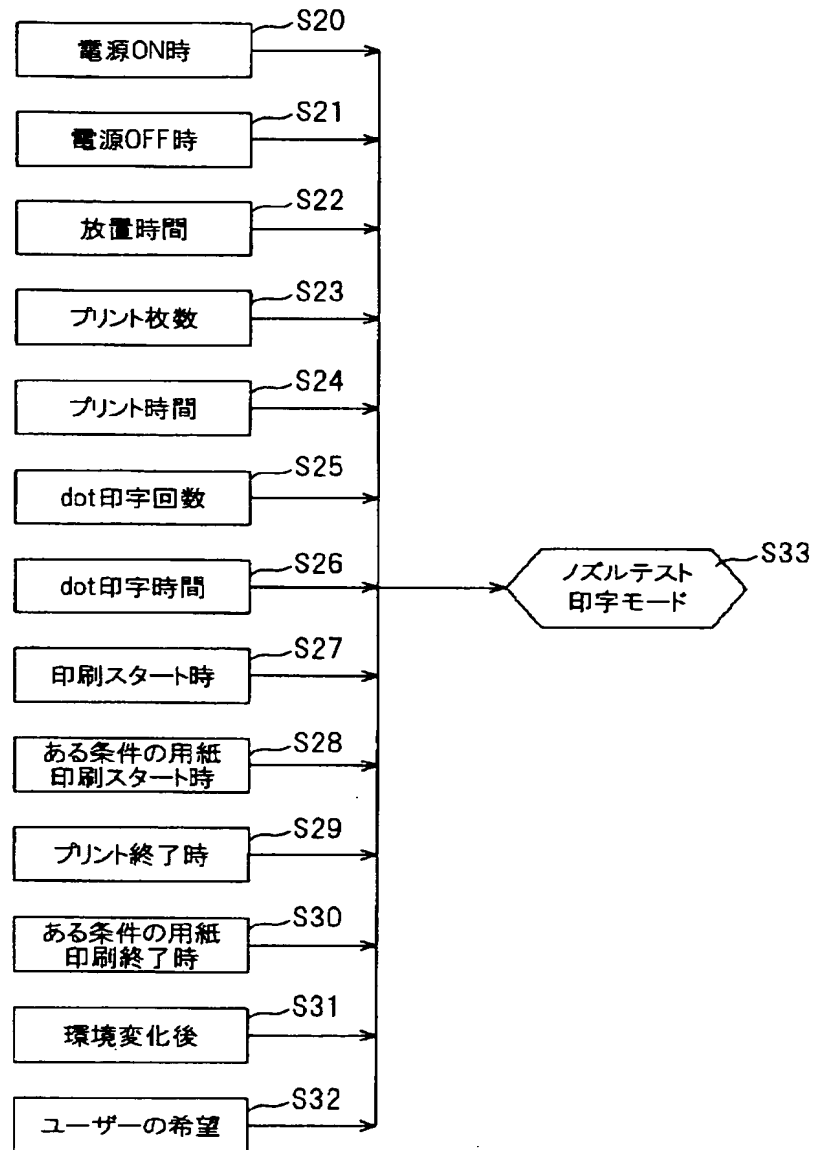 電源ON時
S20
電源OFF時
S21
放置時間
S22
プリント枚数
S23
プリント時間
S24
dot印字回数
S25
dot印字時間
S26
印刷スタート時
S27
ある条件の用紙
印刷スタート時
S28
プリント終了時
S29
ある条件の用紙
印刷終了時
S30
環境変化後
S31
ユーザーの希望
S32
ノズルテスト
印字モード
S33